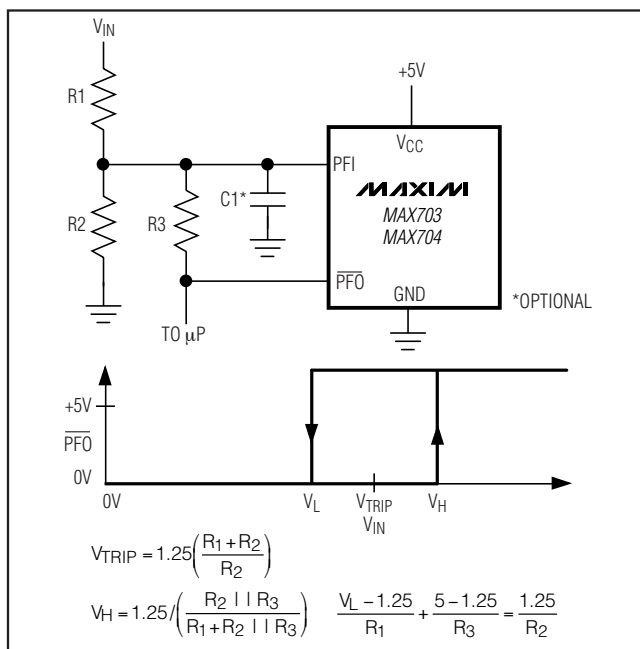 VIN
R1
+5V
VCC
PFI
C1*
MAXIM
MAX703
MAX704
R2
R3
PFO
GND
*OPTIONAL
TO µP
+5V
PFO
0V
0V
VL
VTRIP
VH
VIN
VTRIP = 1.25(R1+R2/R2)
VH = 1.25/(R2 | | R3/R1+R2 | | R3)
VL – 1.25/R1 + 5 – 1.25/R3 = 1.25/R2